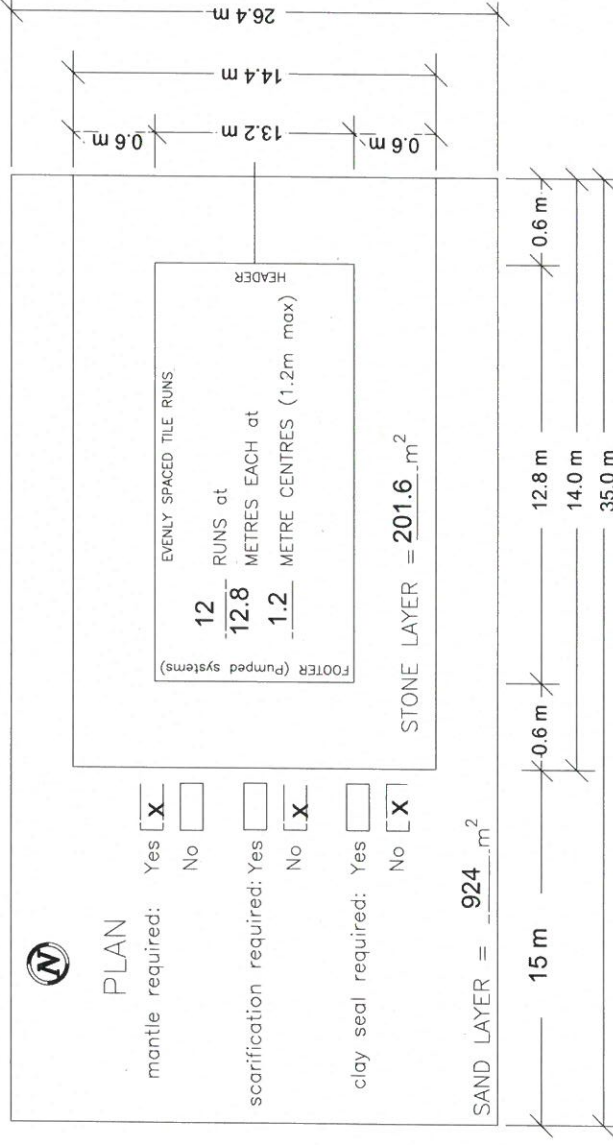 N
PLAN
mantle required: Yes X
No
scarification required: Yes
No X
clay seal required: Yes
No X
SAND LAYER = 924 m²
EVENLY SPACED TILE RUNS
12 RUNS at
12.8 METRES EACH at
1.2 METRE CENTRES (1.2m max)
FOOTER (Pumped systems)
HEADER
STONE LAYER = 201.6 m²
0.6 m
13.2 m
0.6 m
14.4 m
26.4 m
15 m
0.6 m
12.8 m
0.6 m
14.0 m
35.0 m